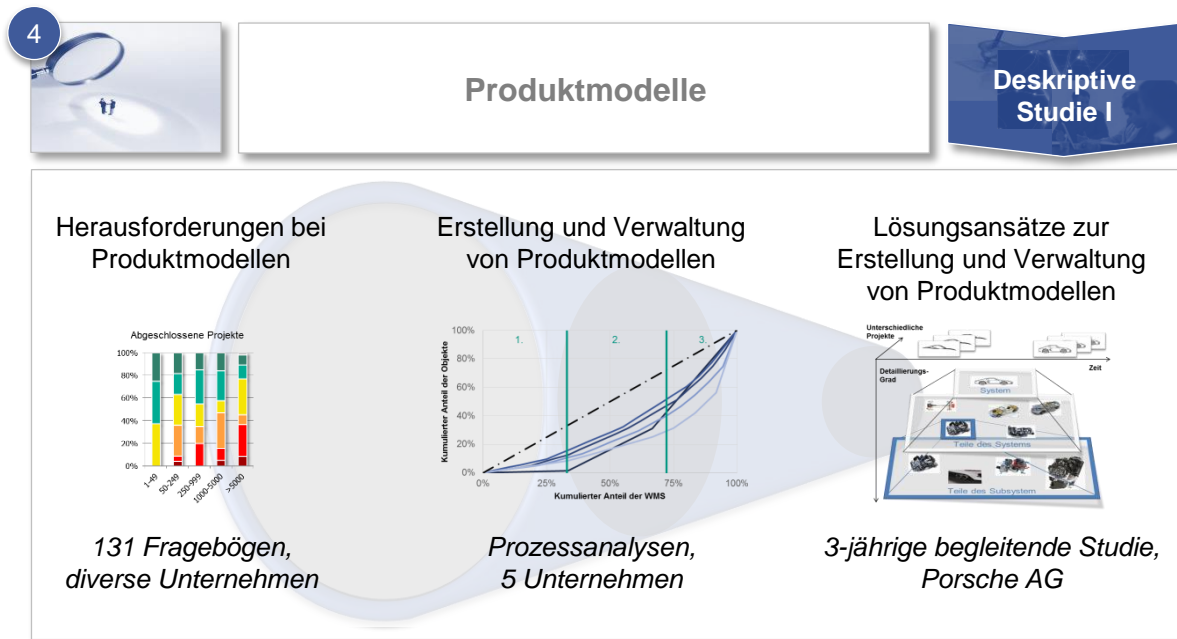 4
Produktmodelle
Deskriptive
Studie I
Herausforderungen bei
Produktmodellen
Abgeschlossene Projekte
100%
80%
60%
40%
20%
0%
1-49
50-249
250-999
1000-5000
>5000
131 Fragebögen,
diverse Unternehmen
Erstellung und Verwaltung
von Produktmodellen
Kumulierter Anteil der Objekte
100%
80%
60%
40%
20%
0%
1.
2.
3.
0%
25%
50%
75%
100%
Kumulierter Anteil der WMS
Prozessanalysen,
5 Unternehmen
Lösungsansätze zur
Erstellung und Verwaltung
von Produktmodellen
Unterschiedliche
Projekte
Zeit
Detaillierungs-
Grad
System
Teile des Systems
Teile des Subsystem
3-jährige begleitende Studie,
Porsche AG